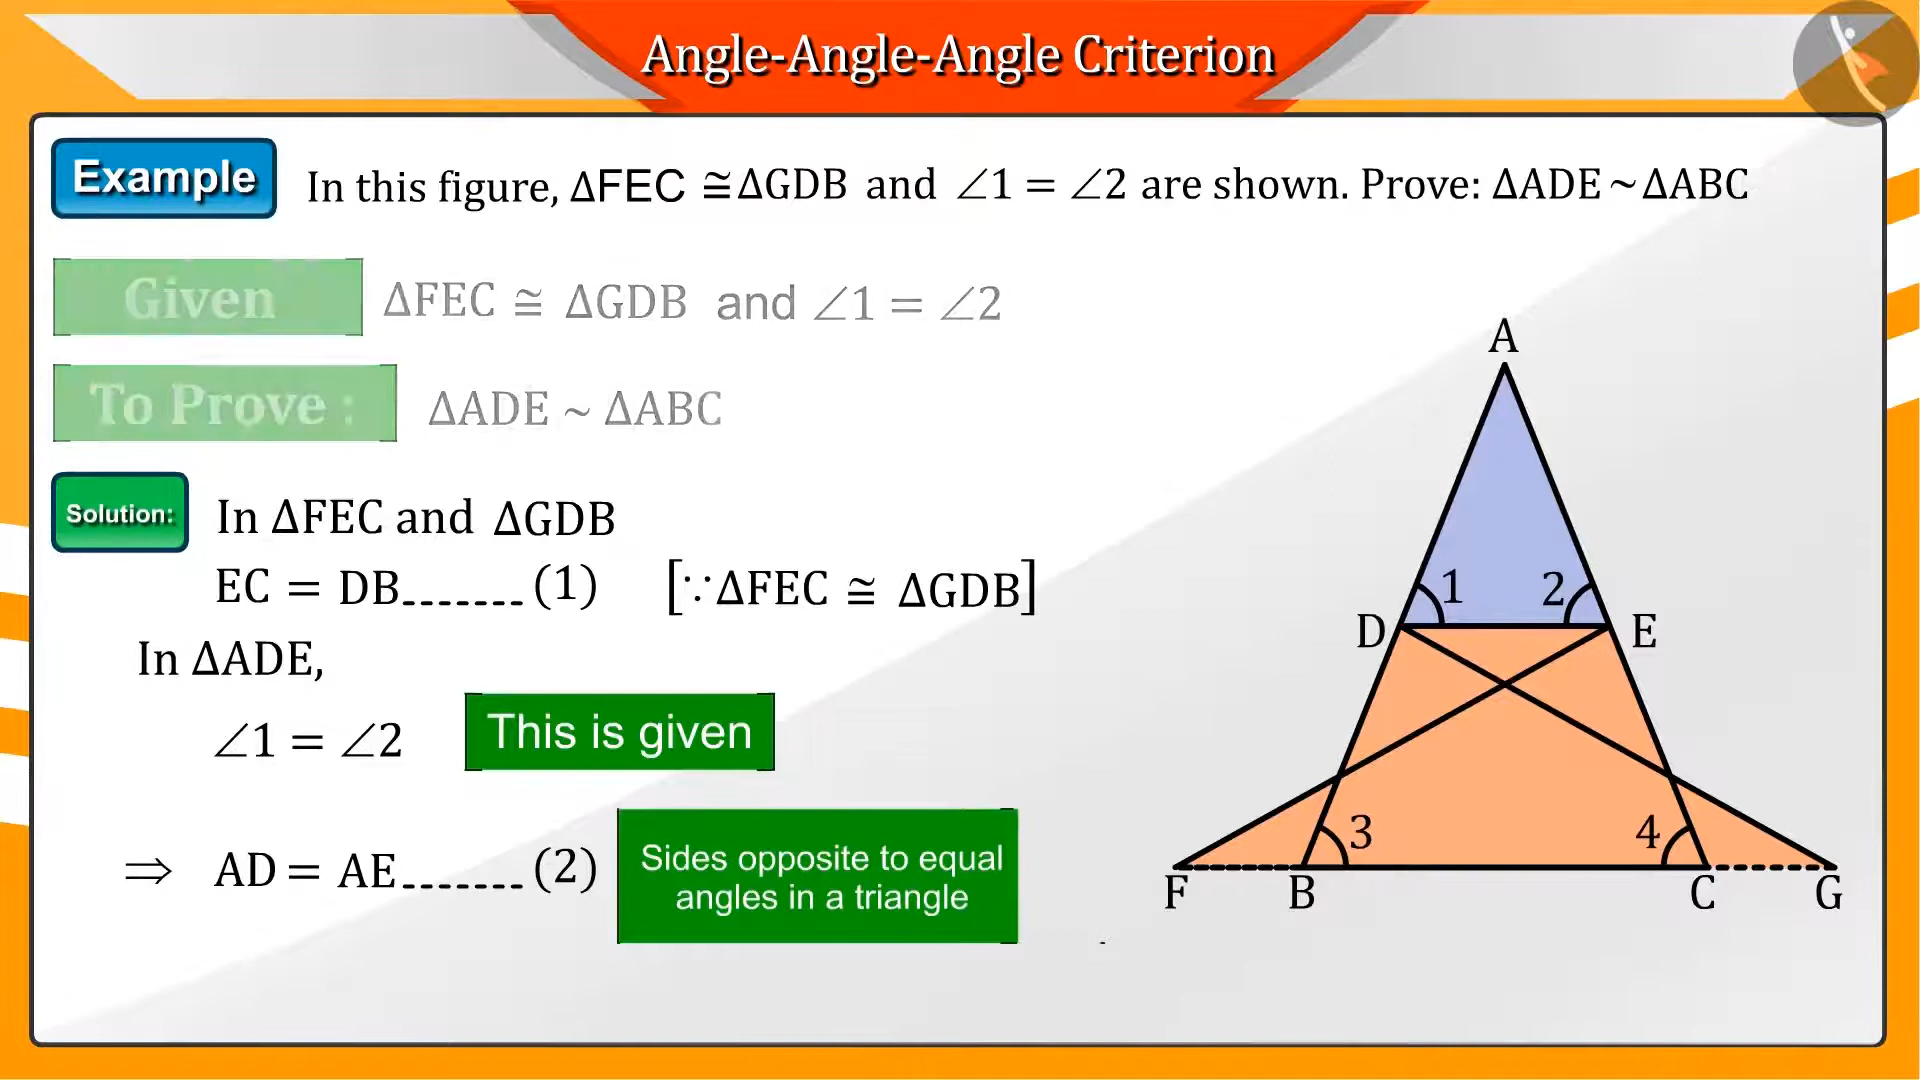 Angle-Angle-Angle Criterion
Example In this figure, ΔFEC ≅ ΔGDB and ∠1 = ∠2 are shown. Prove: ΔADE ~ ΔABC
Given ΔFEC ≅ ΔGDB and ∠1 = ∠2
To Prove : ΔADE ~ ΔABC
Solution: In ΔFEC and ΔGDB
EC = DB_______ (1) [∵ΔFEC ≅ ΔGDB]
In ΔADE,
∠1 = ∠2 This is given
⇒ AD = AE_______ (2) Sides opposite to equal
angles in a triangle
A
1 2
D E
3 4
F B C G